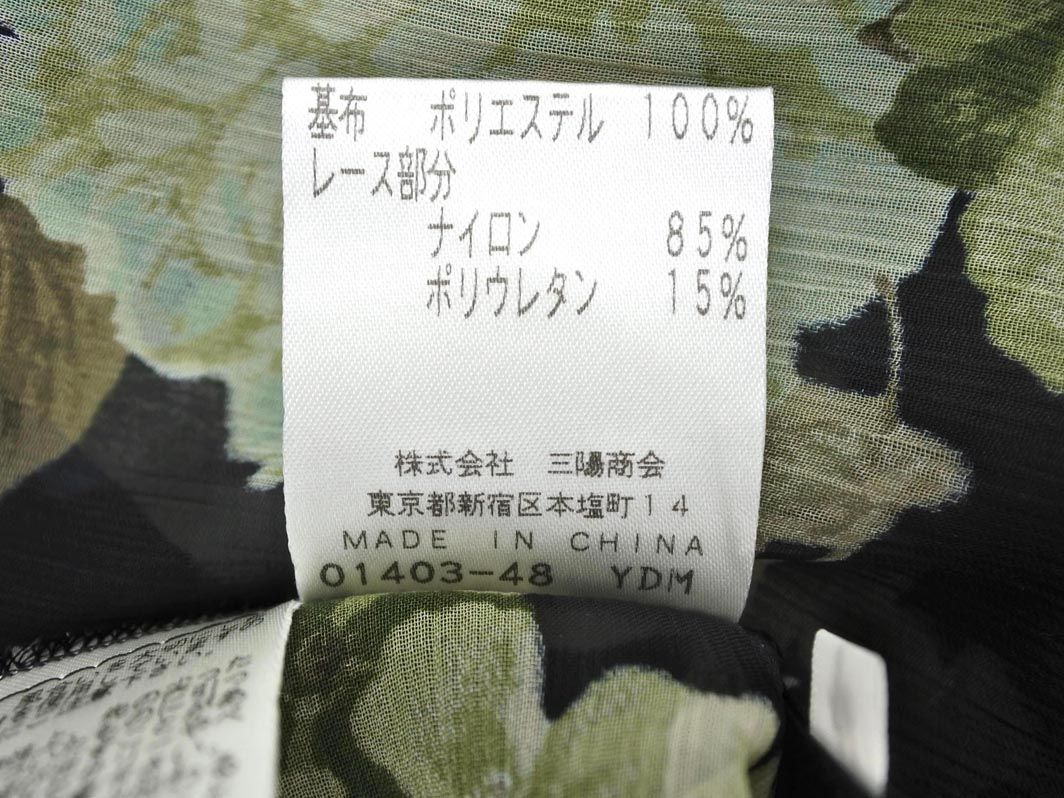 基布 ポリエステル 100%
レース部分
ナイロン 85%
ポリウレタン 15%
株式会社 三陽商会
東京都新宿区本塩町14
MADE IN CHINA
01403-48 YDM